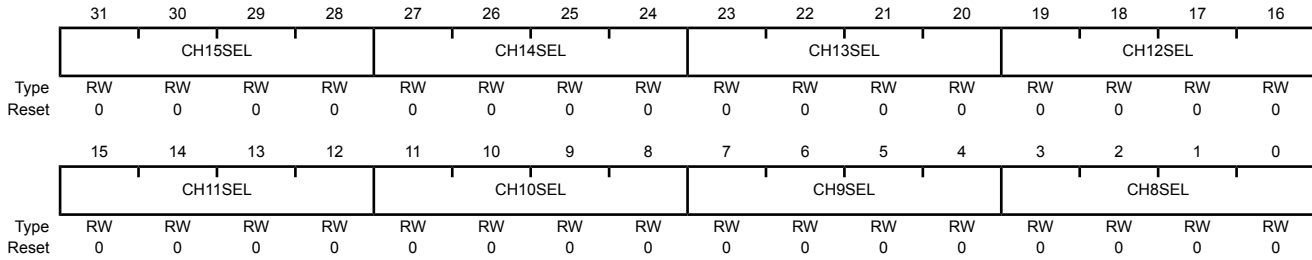 31 30 29 28 27 26 25 24 23 22 21 20 19 18 17 16
CH15SEL CH14SEL CH13SEL CH12SEL
Type RW RW RW RW RW RW RW RW RW RW RW RW RW RW RW RW
Reset 0 0 0 0 0 0 0 0 0 0 0 0 0 0 0 0
15 14 13 12 11 10 9 8 7 6 5 4 3 2 1 0
CH11SEL CH10SEL CH9SEL CH8SEL
Type RW RW RW RW RW RW RW RW RW RW RW RW RW RW RW RW
Reset 0 0 0 0 0 0 0 0 0 0 0 0 0 0 0 0